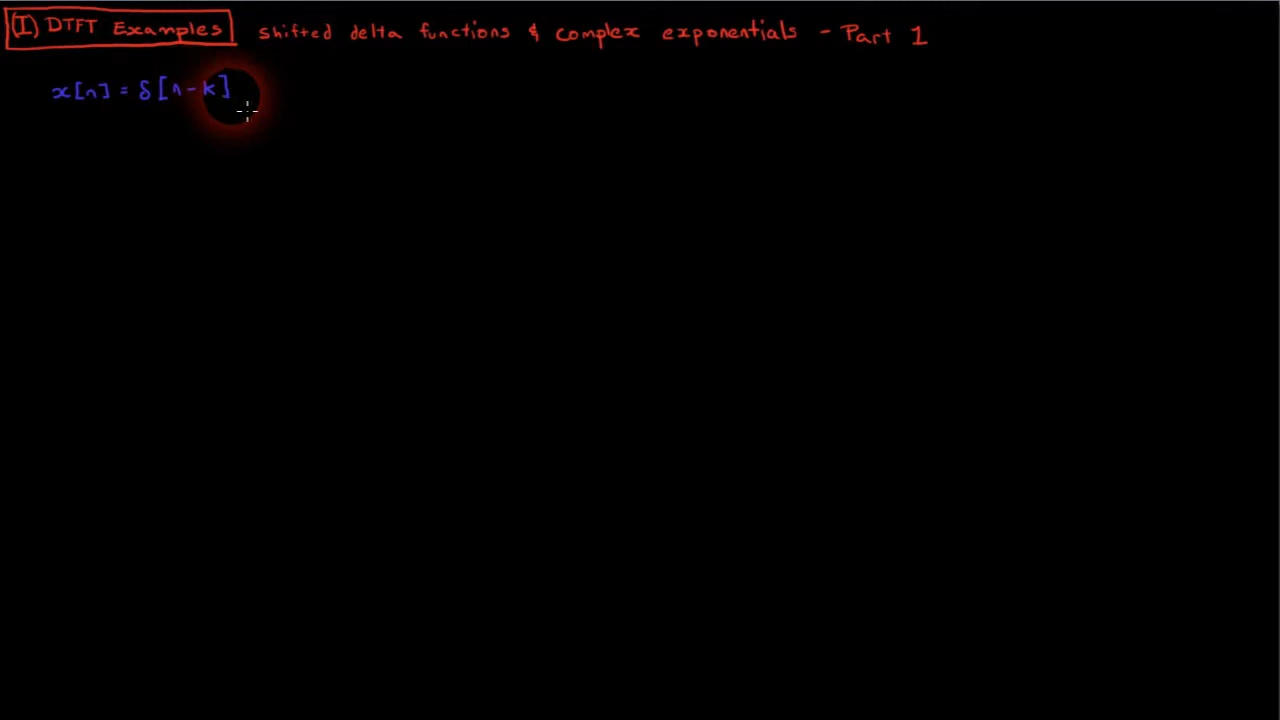 (I) DTFT Examples shifted delta functions & complex exponentials - Part 1
x[n] = δ[n-k]